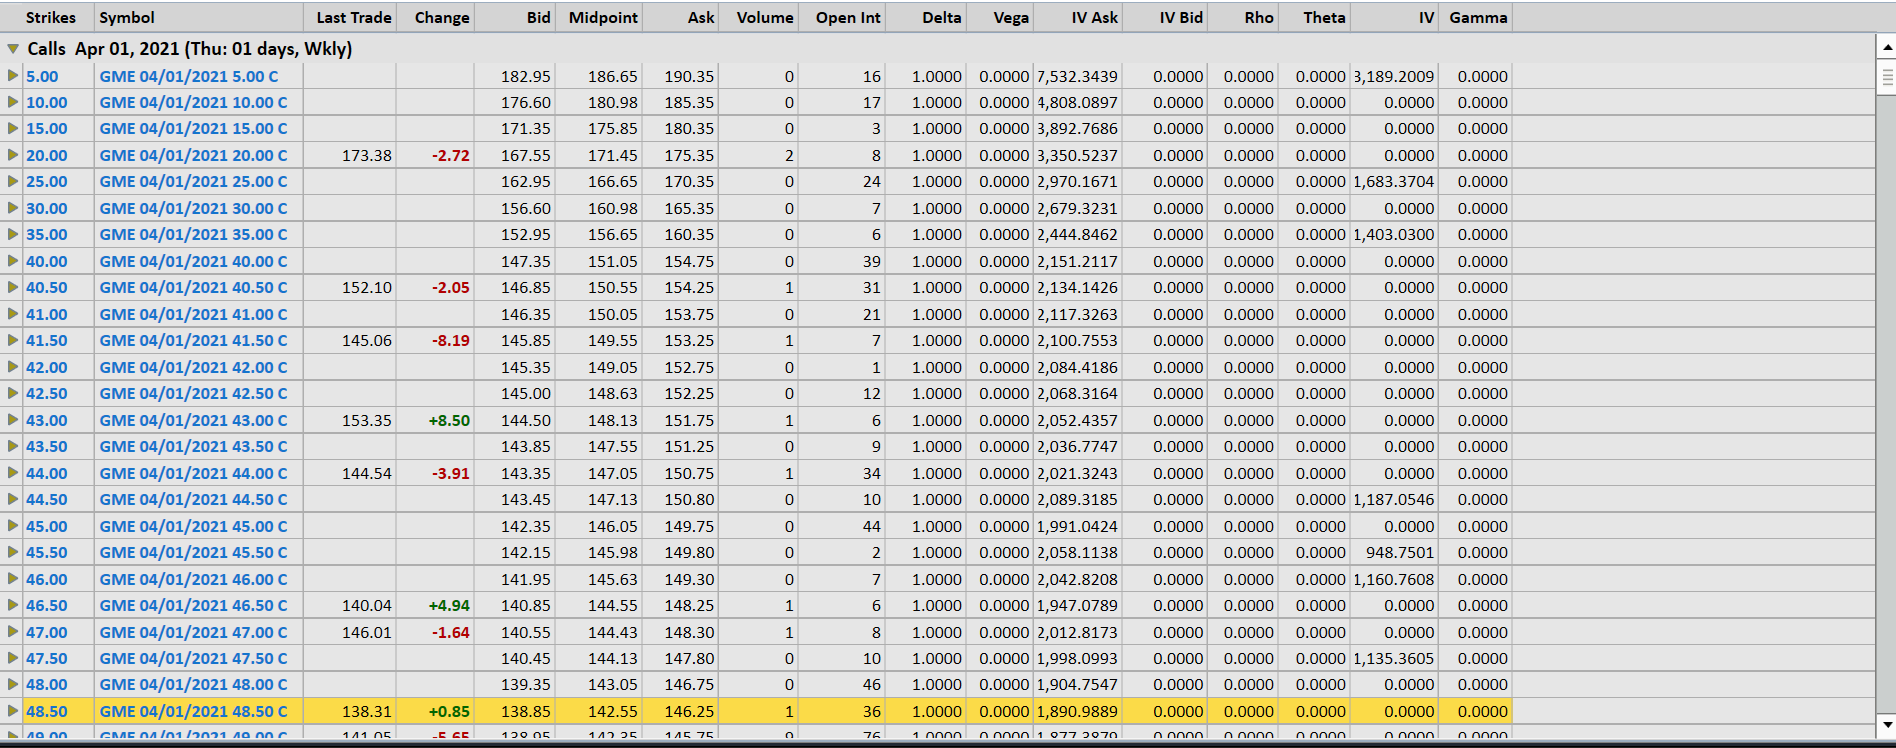 Strikes Symbol Last Trade Change Bid Midpoint Ask Volume Open Int Delta Vega IV Ask IV Bid Rho Theta IV Gamma
Calls Apr 01, 2021 (Thu: 01 days, Wkly)
5.00 GME 04/01/2021 5.00 C 182.95 186.65 190.35 0 16 1.0000 0.0000 7,532.3439 0.0000 0.0000 0.0000 3,189.2009 0.0000
10.00 GME 04/01/2021 10.00 C 176.60 180.98 185.35 0 17 1.0000 0.0000 4,808.0897 0.0000 0.0000 0.0000 0.0000 0.0000
15.00 GME 04/01/2021 15.00 C 171.35 175.85 180.35 0 3 1.0000 0.0000 3,892.7686 0.0000 0.0000 0.0000 0.0000 0.0000
20.00 GME 04/01/2021 20.00 C 173.38 -2.72 167.55 171.45 175.35 2 8 1.0000 0.0000 3,350.5237 0.0000 0.0000 0.0000 0.0000 0.0000
25.00 GME 04/01/2021 25.00 C 162.95 166.65 170.35 0 24 1.0000 0.0000 2,970.1671 0.0000 0.0000 0.0000 1,683.3704 0.0000
30.00 GME 04/01/2021 30.00 C 156.60 160.98 165.35 0 7 1.0000 0.0000 2,679.3231 0.0000 0.0000 0.0000 0.0000 0.0000
35.00 GME 04/01/2021 35.00 C 152.95 156.65 160.35 0 6 1.0000 0.0000 2,444.8462 0.0000 0.0000 0.0000 1,403.0300 0.0000
40.00 GME 04/01/2021 40.00 C 147.35 151.05 154.75 0 39 1.0000 0.0000 2,151.2117 0.0000 0.0000 0.0000 0.0000 0.0000
40.50 GME 04/01/2021 40.50 C 152.10 -2.05 146.85 150.55 154.25 1 31 1.0000 0.0000 2,134.1426 0.0000 0.0000 0.0000 0.0000 0.0000
41.00 GME 04/01/2021 41.00 C 146.35 150.05 153.75 0 21 1.0000 0.0000 2,117.3263 0.0000 0.0000 0.0000 0.0000 0.0000
41.50 GME 04/01/2021 41.50 C 145.06 -8.19 145.85 149.55 153.25 1 7 1.0000 0.0000 2,100.7553 0.0000 0.0000 0.0000 0.0000 0.0000
42.00 GME 04/01/2021 42.00 C 145.35 149.05 152.75 0 1 1.0000 0.0000 2,084.4186 0.0000 0.0000 0.0000 0.0000 0.0000
42.50 GME 04/01/2021 42.50 C 145.00 148.63 152.25 0 12 1.0000 0.0000 2,068.3164 0.0000 0.0000 0.0000 0.0000 0.0000
43.00 GME 04/01/2021 43.00 C 153.35 +8.50 144.50 148.13 151.75 1 6 1.0000 0.0000 2,052.4357 0.0000 0.0000 0.0000 0.0000 0.0000
43.50 GME 04/01/2021 43.50 C 143.85 147.55 151.25 0 9 1.0000 0.0000 2,036.7747 0.0000 0.0000 0.0000 0.0000 0.0000
44.00 GME 04/01/2021 44.00 C 144.54 -3.91 143.35 147.05 150.75 1 34 1.0000 0.0000 2,021.3243 0.0000 0.0000 0.0000 0.0000 0.0000
44.50 GME 04/01/2021 44.50 C 143.45 147.13 150.80 0 10 1.0000 0.0000 2,089.3185 0.0000 0.0000 0.0000 1,187.0546 0.0000
45.00 GME 04/01/2021 45.00 C 142.35 146.05 149.75 0 44 1.0000 0.0000 1,991.0424 0.0000 0.0000 0.0000 0.0000 0.0000
45.50 GME 04/01/2021 45.50 C 142.15 145.98 149.80 0 2 1.0000 0.0000 2,058.1138 0.0000 0.0000 0.0000 948.7501 0.0000
46.00 GME 04/01/2021 46.00 C 141.95 145.63 149.30 0 7 1.0000 0.0000 2,042.8208 0.0000 0.0000 0.0000 1,160.7608 0.0000
46.50 GME 04/01/2021 46.50 C 140.04 +4.94 140.85 144.55 148.25 1 6 1.0000 0.0000 1,947.0789 0.0000 0.0000 0.0000 0.0000 0.0000
47.00 GME 04/01/2021 47.00 C 146.01 -1.64 140.55 144.43 148.30 1 8 1.0000 0.0000 2,012.8173 0.0000 0.0000 0.0000 0.0000 0.0000
47.50 GME 04/01/2021 47.50 C 140.45 144.13 147.80 0 10 1.0000 0.0000 1,998.0993 0.0000 0.0000 0.0000 1,135.3605 0.0000
48.00 GME 04/01/2021 48.00 C 139.35 143.05 146.75 0 46 1.0000 0.0000 1,904.7547 0.0000 0.0000 0.0000 0.0000 0.0000
48.50 GME 04/01/2021 48.50 C 138.31 +0.85 138.85 142.55 146.25 1 36 1.0000 0.0000 1,890.9889 0.0000 0.0000 0.0000 0.0000 0.0000
49.00 GME 04/01/2021 49.00 C 141.05 -5.65 138.95 142.35 145.75 76 1.0000 0.0000 0.0000 0.0000 0.0000 0.0000 0.0000